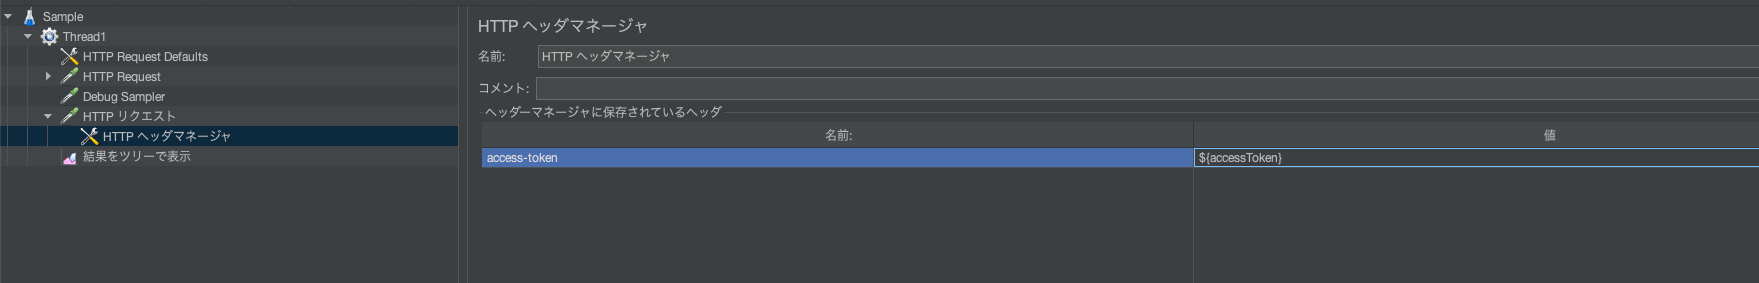 Sample
Thread1
HTTP Request Defaults
HTTP Request
Debug Sampler
HTTP リクエスト
HTTP ヘッダマネージャ
結果をツリーで表示
HTTP ヘッダマネージャ
名前: HTTP ヘッダマネージャ
コメント:
ヘッダーマネージャに保存されているヘッダ
名前: 値
access-token ${accessToken}